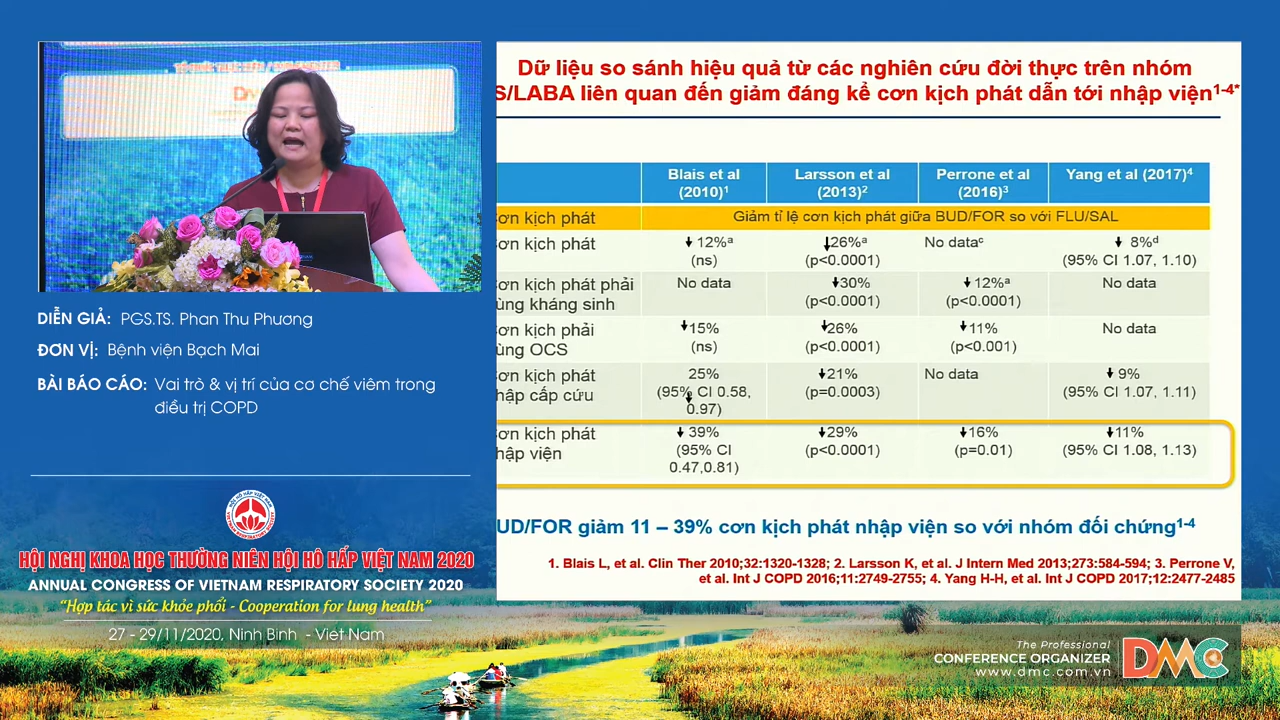 DIỄN GIẢ: PGS.TS. Phan Thu Phương
ĐƠN VỊ: Bệnh viện Bạch Mai
BÀI BÁO CÁO: Vai trò & vị trí của cơ chế viêm trong
điều trị COPD
HỘI NGHỊ KHOA HỌC THƯỜNG NIÊN HỘI HÔ HẤP VIỆT NAM 2020
ANNUAL CONGRESS OF VIETNAM RESPIRATORY SOCIETY 2020
“Hợp tác vì sức khỏe phổi - Cooperation for lung health”
27 - 29/11/2020, Ninh Bình - Việt Nam
Dữ liệu so sánh hiệu quả từ các nghiên cứu đời thực trên nhóm
S/LABA liên quan đến giảm đáng kể cơn kịch phát dẫn tới nhập viện1-4*
Blais et al (2010)1 Larsson et al (2013)2 Perrone et al (2016)3 Yang et al (2017)4
ơn kịch phát Giảm tỉ lệ cơn kịch phát giữa BUD/FOR so với FLU/SAL
ơn kịch phát 12%a 26%a No datac 8%d
(ns) (p<0.0001) (95% CI 1.07, 1.10)
ơn kịch phát phải No data 30% 12%a No data
ùng kháng sinh (p<0.0001) (p<0.0001)
ơn kịch phải 15% 26% 11% No data
ùng OCS (ns) (p<0.0001) (p<0.001)
ơn kịch phát 25% 21% No data 9%
hập cấp cứu (95% CI 0.58, 0.97) (p=0.0003) (95% CI 1.07, 1.11)
ơn kịch phát 39% 29% 16% 11%
hập viện (95% CI 0.47,0.81) (p<0.0001) (p=0.01) (95% CI 1.08, 1.13)
UD/FOR giảm 11 – 39% cơn kịch phát nhập viện so với nhóm đối chứng1-4
1. Blais L, et al. Clin Ther 2010;32:1320-1328; 2. Larsson K, et al. J Intern Med 2013;273:584-594; 3. Perrone V,
et al. Int J COPD 2016;11:2749-2755; 4. Yang H-H, et al. Int J COPD 2017;12:2477-2485
The Professional
CONFERENCE ORGANIZER
www.dmc.com.vn
DMC